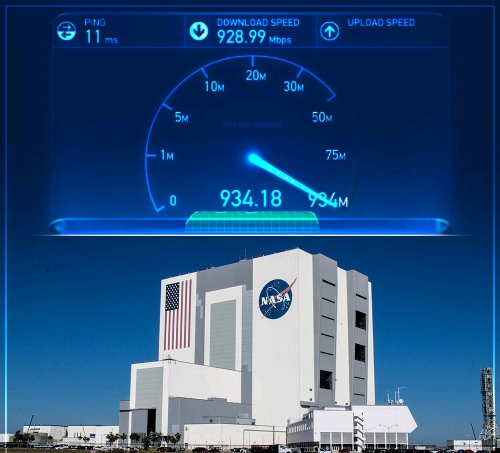 PING
11 ms
DOWNLOAD SPEED
928.99 Mbps
UPLOAD SPEED
20M
10M
30M
5M
50M
1M
75M
0
934.18
934M
NASA